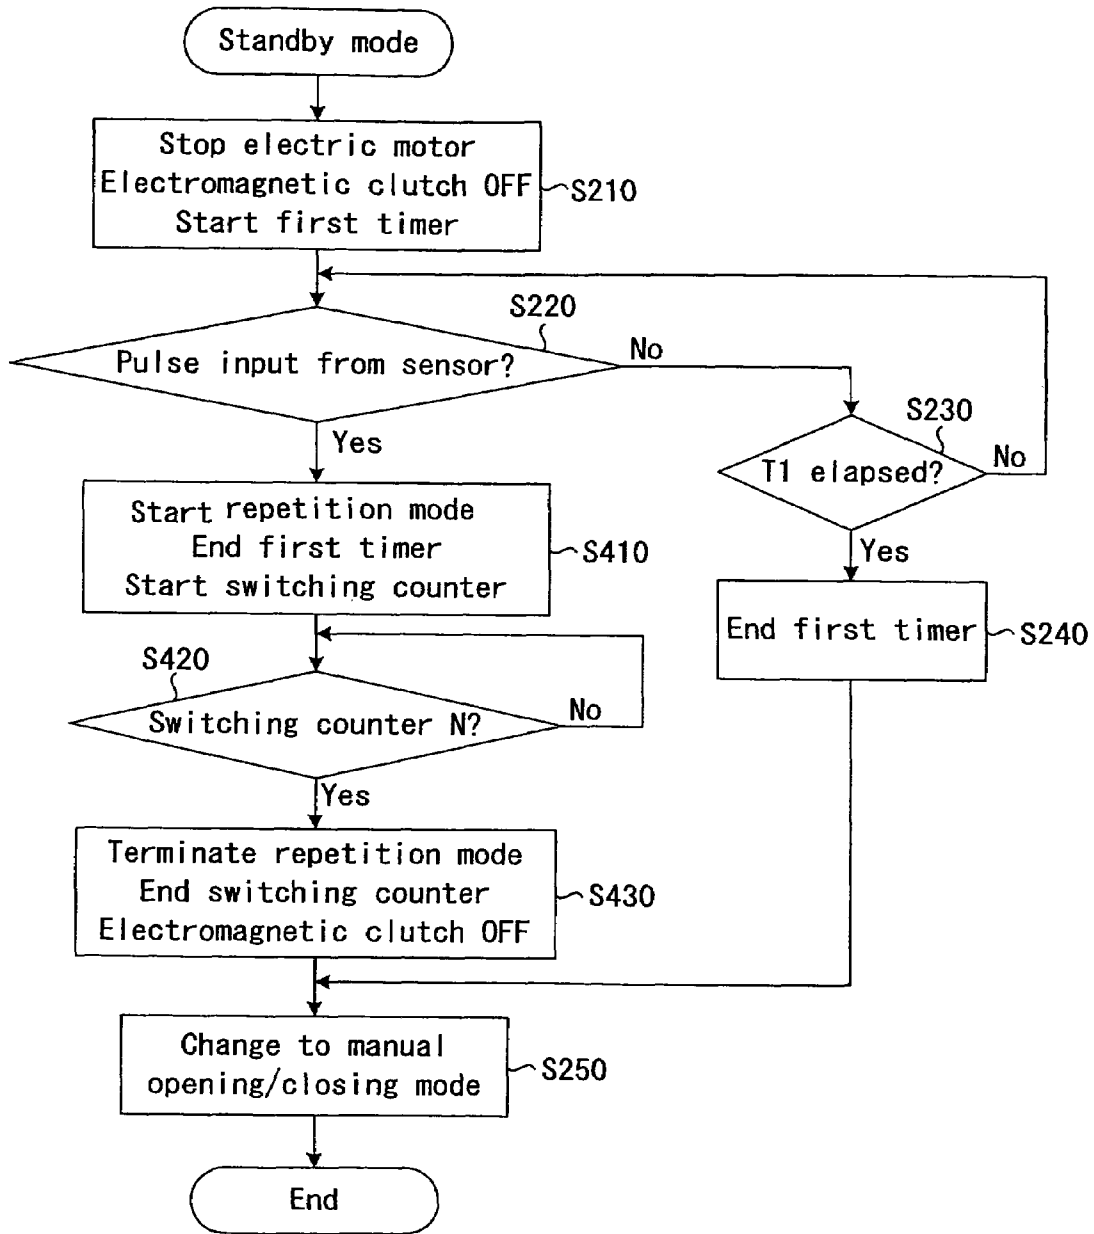 Standby mode
Stop electric motor
Electromagnetic clutch OFF
Start first timer
S210
S220
Pulse input from sensor?
No
Yes
S230
T1 elapsed?
No
Yes
Start repetition mode
End first timer
Start switching counter
S410
End first timer
S240
S420
Switching counter N?
No
Yes
Terminate repetition mode
End switching counter
Electromagnetic clutch OFF
S430
Change to manual
opening/closing mode
S250
End